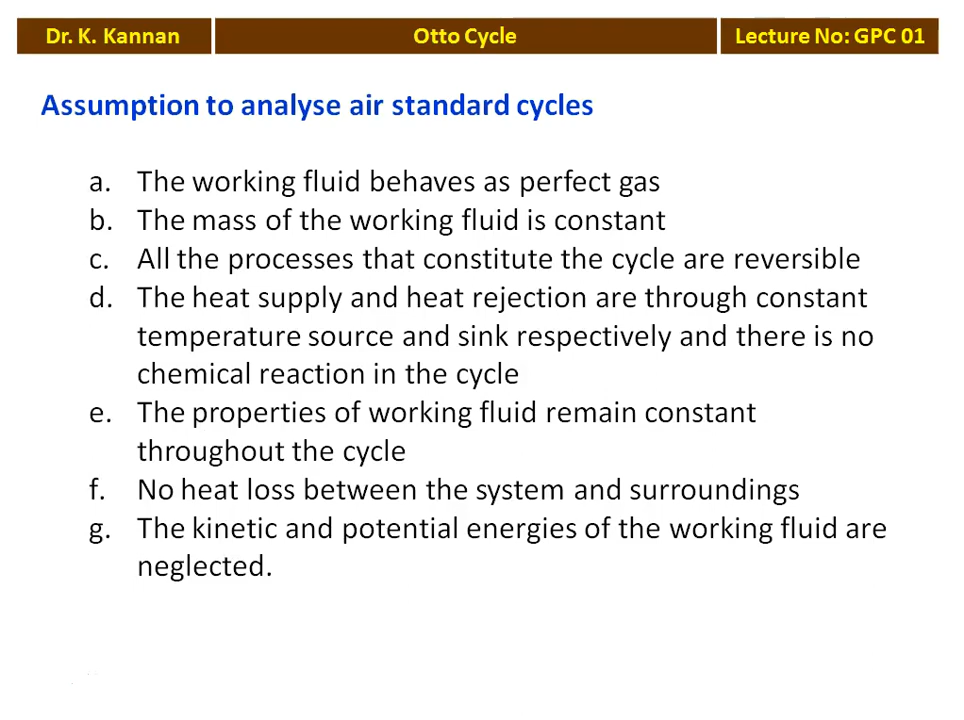 Dr. K. Kannan
Otto Cycle
Lecture No: GPC 01
Assumption to analyse air standard cycles
a. The working fluid behaves as perfect gas
b. The mass of the working fluid is constant
c. All the processes that constitute the cycle are reversible
d. The heat supply and heat rejection are through constant
temperature source and sink respectively and there is no
chemical reaction in the cycle
e. The properties of working fluid remain constant
throughout the cycle
f. No heat loss between the system and surroundings
g. The kinetic and potential energies of the working fluid are
neglected.